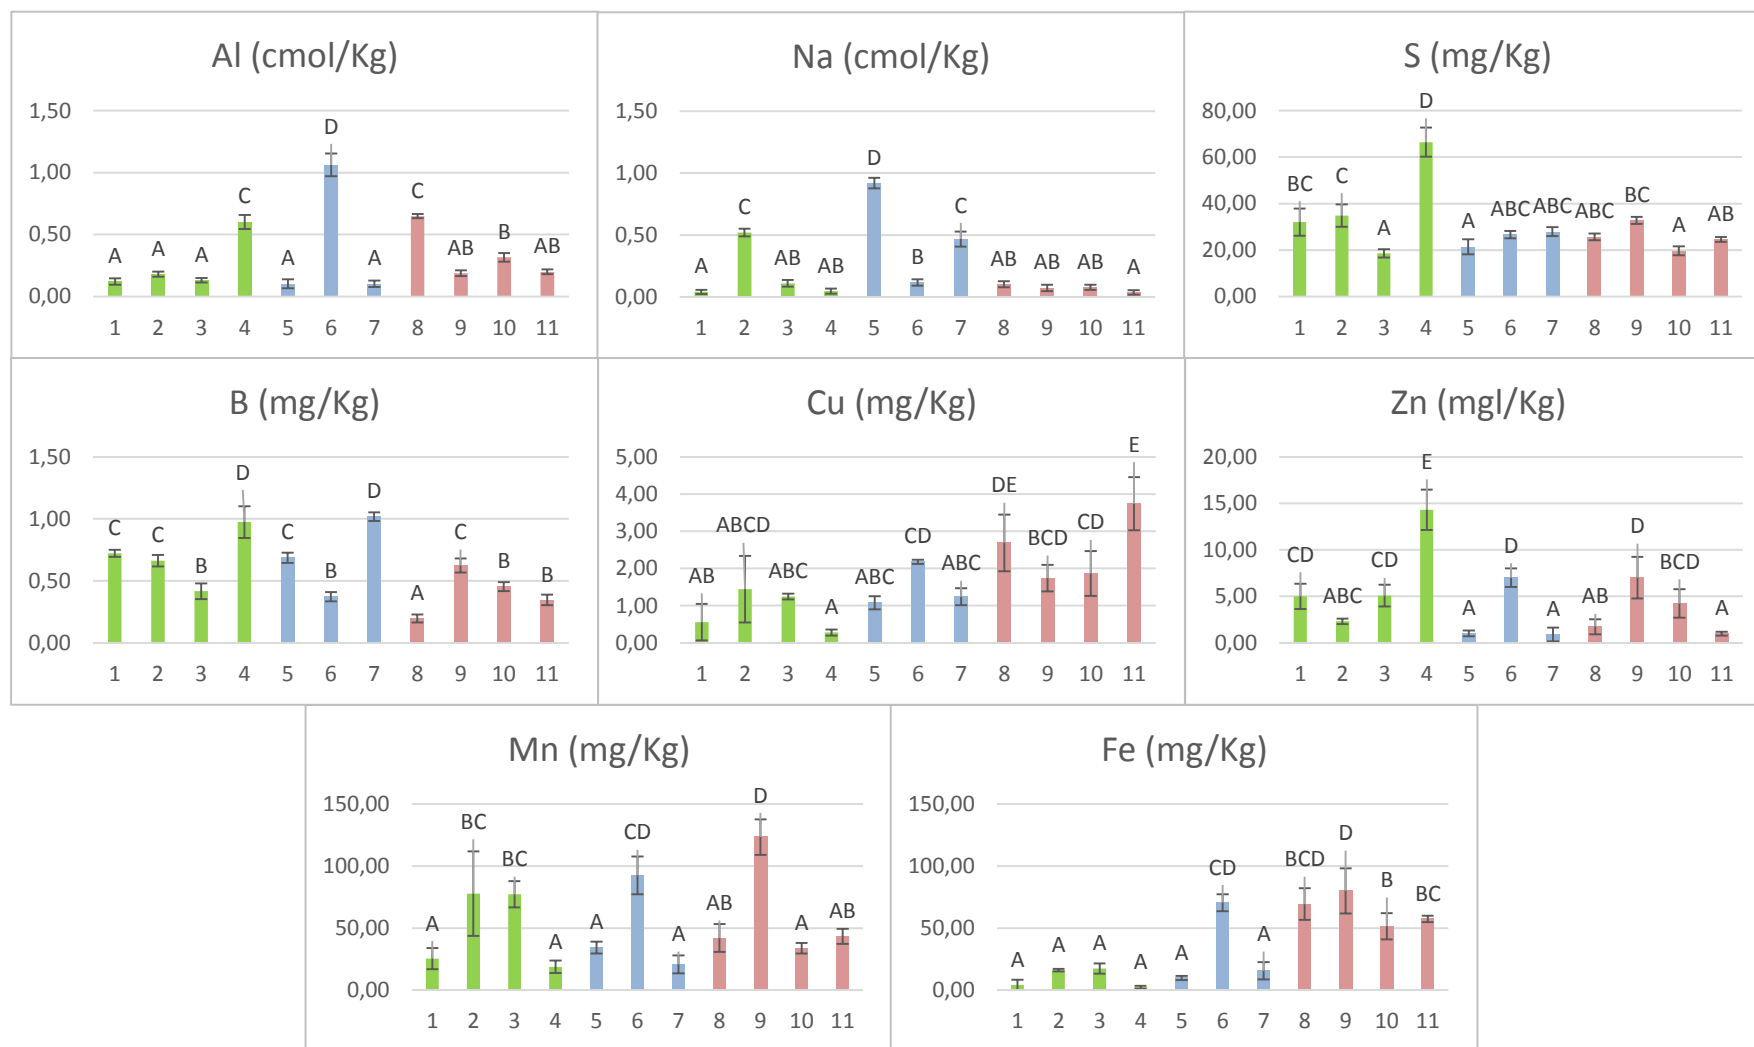 Al (cmol/Kg)
1,50
D
1,00
C
C
0,50
A
A
A
A
A
AB
B
AB
0,00
1 2 3 4 5 6 7 8 9 10 11
Na (cmol/Kg)
1,50
D
1,00
C
C
0,50
A
AB
AB
B
AB
AB
AB
A
0,00
1 2 3 4 5 6 7 8 9 10 11
S (mg/Kg)
D
80,00
60,00
BC
C
40,00
A
A
ABC
ABC
ABC
BC
A
AB
20,00
0,00
1 2 3 4 5 6 7 8 9 10 11
B (mg/Kg)
1,50
D
D
1,00
C
C
B
C
B
C
B
B
0,50
A
0,00
1 2 3 4 5 6 7 8 9 10 11
Cu (mg/Kg)
E
5,00
4,00
DE
ABCD
3,00
CD
BCD
CD
2,00
AB
ABC
A
ABC
ABC
1,00
0,00
1 2 3 4 5 6 7 8 9 10 11
Zn (mgl/Kg)
20,00
E
15,00
D
D
10,00
CD
ABC
CD
BCD
5,00
A
A
AB
A
0,00
1 2 3 4 5 6 7 8 9 10 11
Mn (mg/Kg)
150,00
D
BC
BC
CD
100,00
A
A
A
A
AB
A
AB
50,00
0,00
1 2 3 4 5 6 7 8 9 10 11
Fe (mg/Kg)
150,00
D
CD
BCD
B
BC
100,00
50,00
A
A
A
A
A
A
0,00
1 2 3 4 5 6 7 8 9 10 11